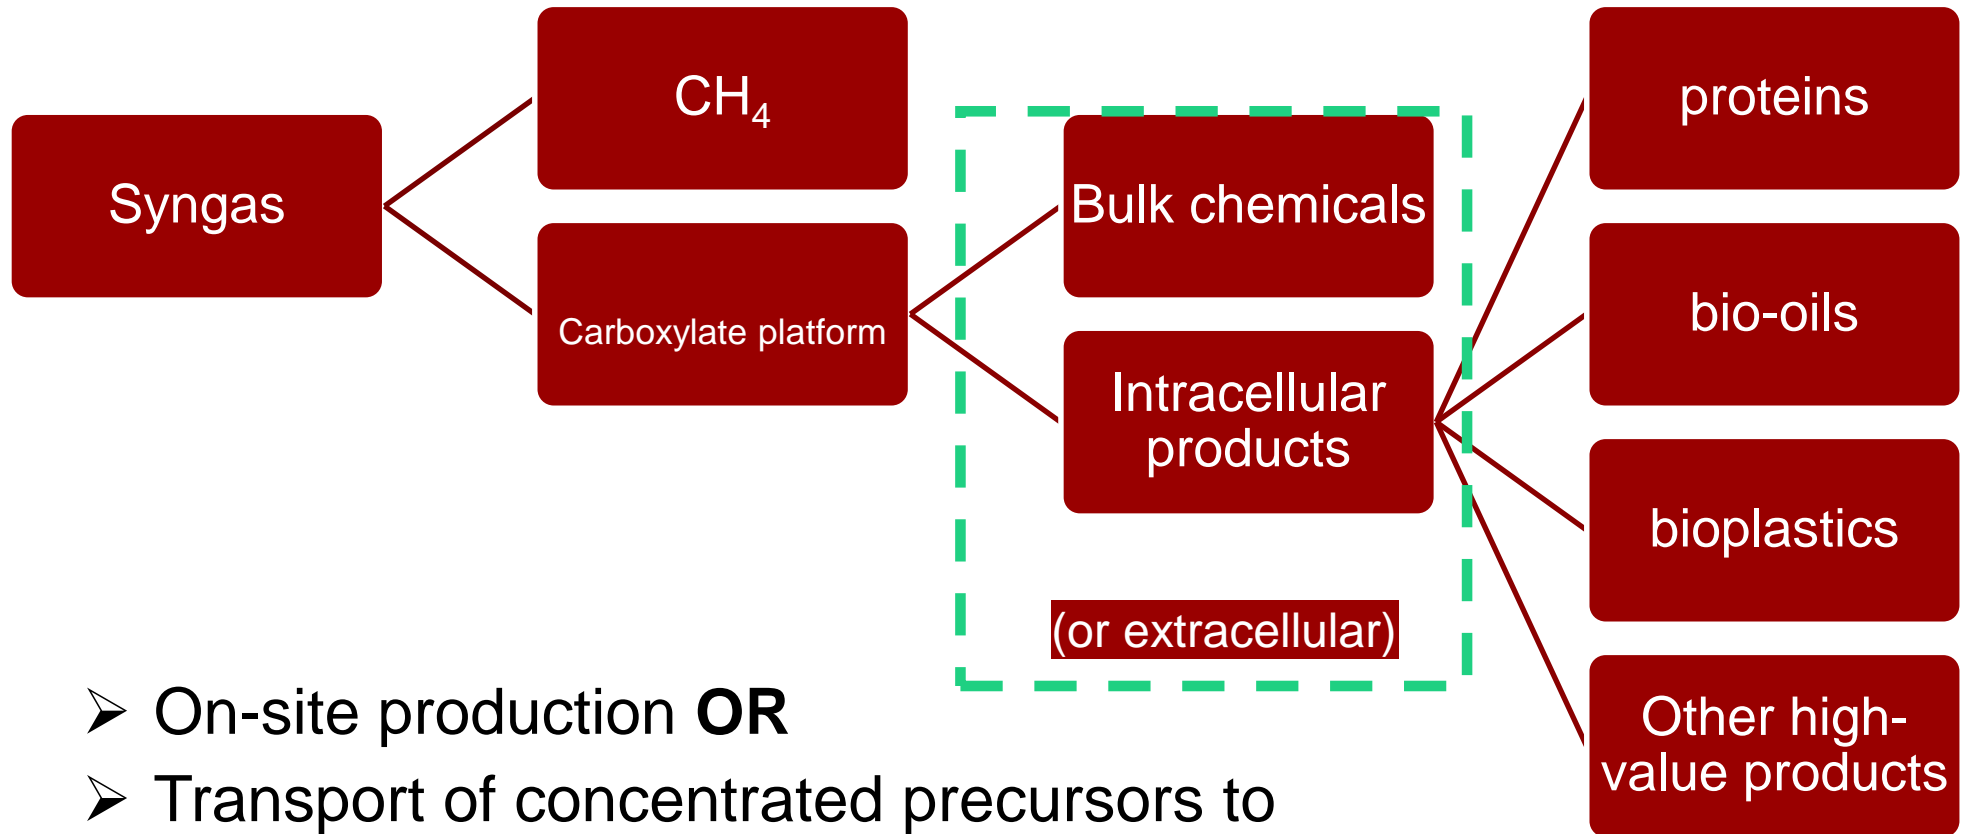 Syngas
CH₄
Carboxylate platform
Bulk chemicals
Intracellular
products
(or extracellular)
proteins
bio-oils
bioplastics
Other high-
value products
➢ On-site production OR
➢ Transport of concentrated precursors to